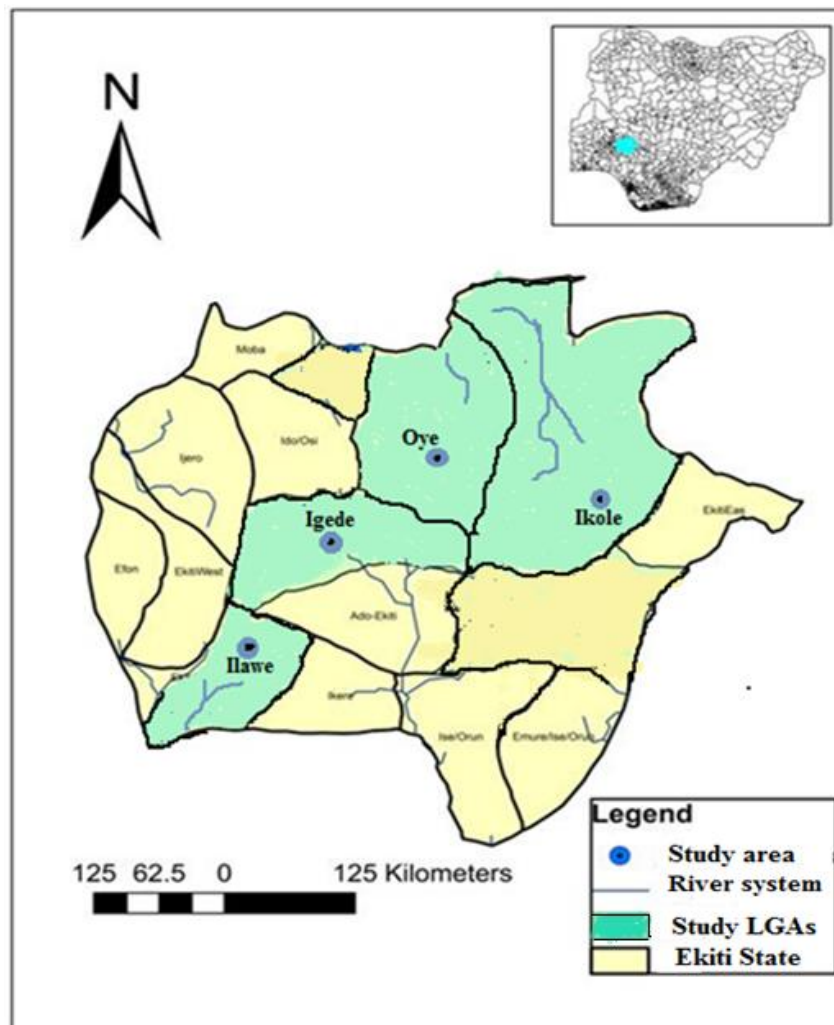 N
Moba
Oye
Ido/Osi
Ijero
Ikole
EkitiEas
Igede
Efon
EkitiWest
Ado-Ekiti
Ilawe
Ikere
Ise/Orun
Emure/Ise/Orun
Legend
Study area
River system
Study LGAs
Ekiti State
125 62.5 0 125 Kilometers